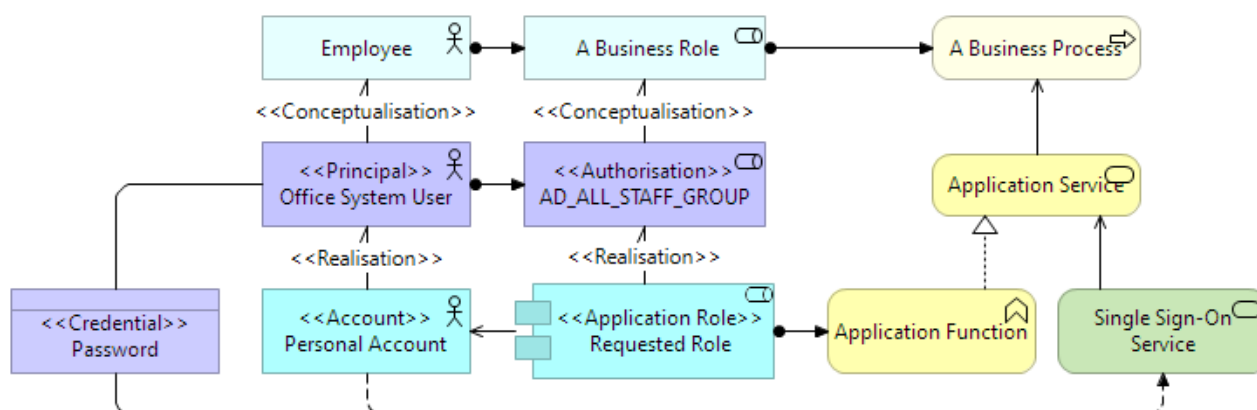 Employee
A Business Role
A Business Process
<<Conceptualisation>>
<<Conceptualisation>>
<<Principal>>
Office System User
<<Authorisation>>
AD_ALL_STAFF_GROUP
Application Service
<<Realisation>>
<<Realisation>>
<<Credential>>
Password
<<Account>>
Personal Account
<<Application Role>>
Requested Role
Application Function
Single Sign-On
Service